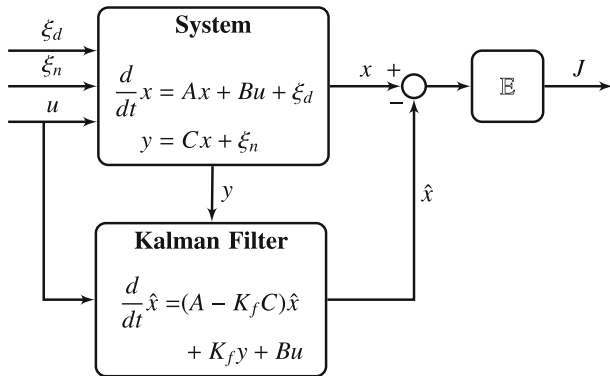 System
ξ_d
ξ_n
u
d/dt x = Ax + Bu + ξ_d
y = Cx + ξ_n
x
+
−
𝔼
J
y
x̂
Kalman Filter
d/dt x̂ =(A − K_f C)x̂
+ K_f y + Bu